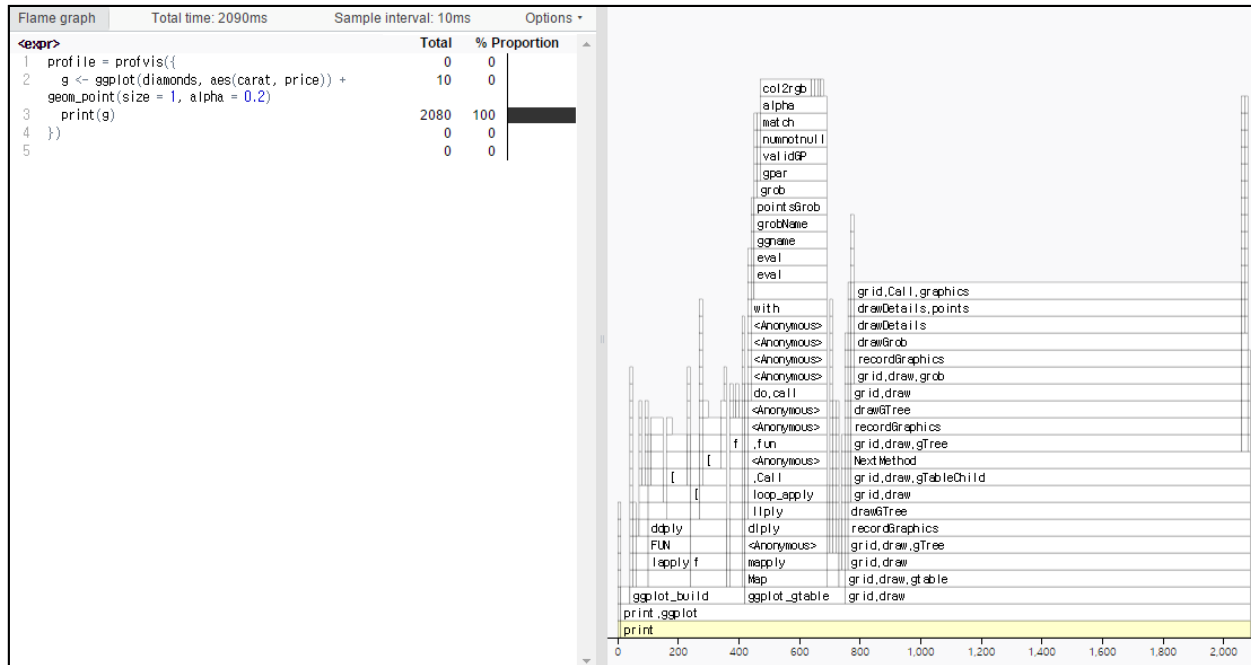 Flame graph Total time: 2090ms Sample interval: 10ms Options
<expr> Total % Proportion
1 profile = profvis({ 0 0
2 g <- ggplot(diamonds, aes(carat, price)) + 10 0
geom_point(size = 1, alpha = 0.2)
3 print(g) 2080 100
4 }) 0 0
5 0 0
col2rgb
alpha
match
numnotnull
validGP
gpar
grob
pointsGrob
grobName
ggname
eval
eval
grid,Call,graphics
with drawDetails,points
<Anonymous> drawDetails
<Anonymous> drawGrob
<Anonymous> recordGraphics
<Anonymous> grid,draw,grob
do,call grid,draw
<Anonymous> drawGTree
<Anonymous> recordGraphics
f ,fun grid,draw,gTree
[ <Anonymous> NextMethod
[ ,Call grid,draw,gTableChild
[ loop_apply grid,draw
llply drawGTree
ddply dlply recordGraphics
FUN <Anonymous> grid,draw,gTree
lapply f mapply grid,draw
Map grid,draw,gtable
ggplot_build ggplot_gtable grid,draw
print,ggplot
print
0 200 400 600 800 1,000 1,200 1,400 1,600 1,800 2,000